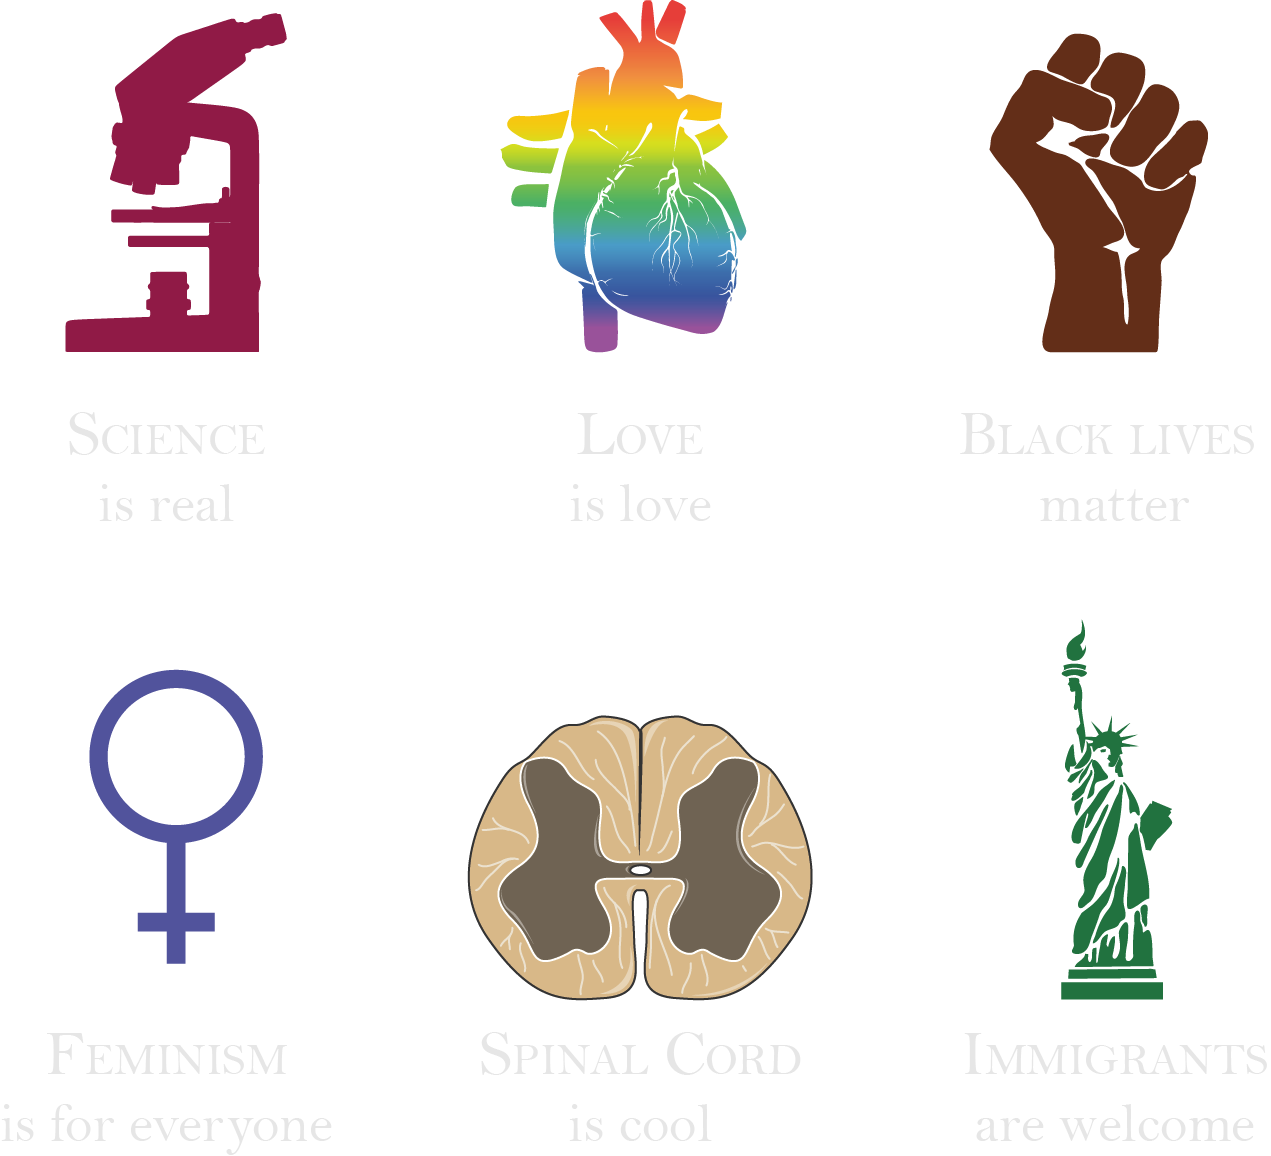 Science
is real
Love
is love
Black lives
matter
Feminism
is for everyone
Spinal Cord
is cool
Immigrants
are welcome